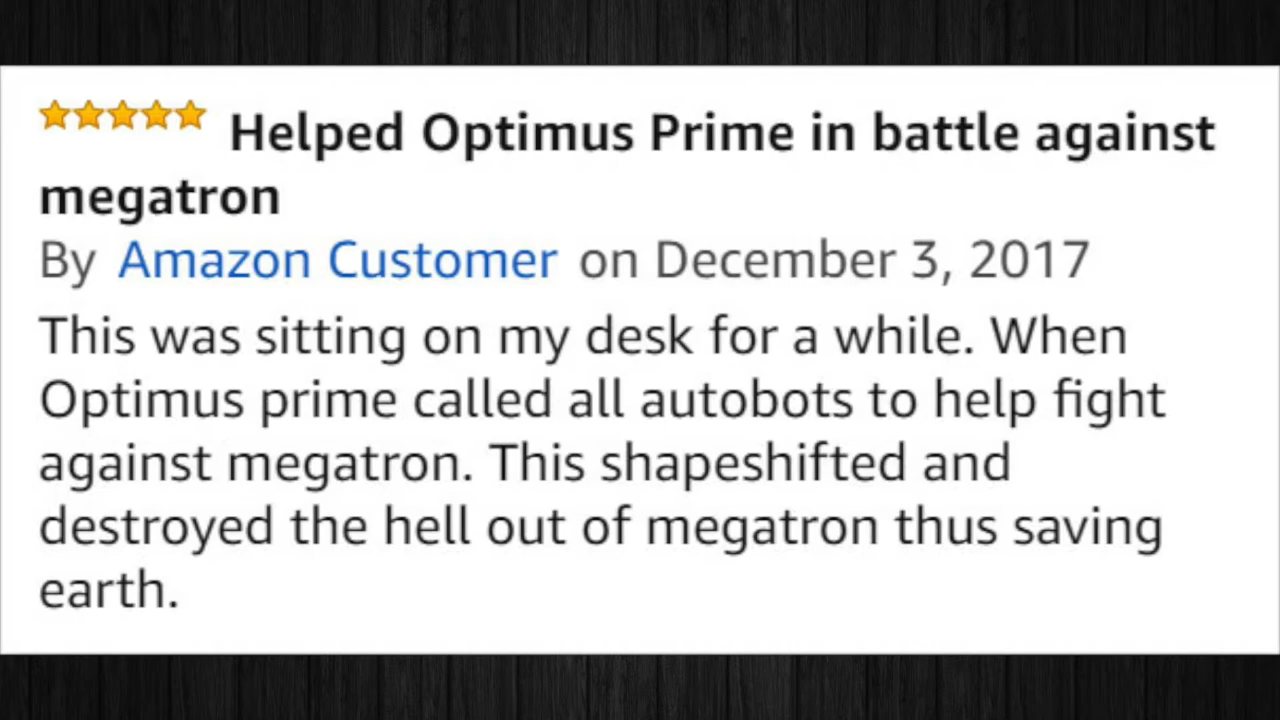 Helped Optimus Prime in battle against
megatron
By Amazon Customer on December 3, 2017
This was sitting on my desk for a while. When
Optimus prime called all autobots to help fight
against megatron. This shapeshifted and
destroyed the hell out of megatron thus saving
earth.